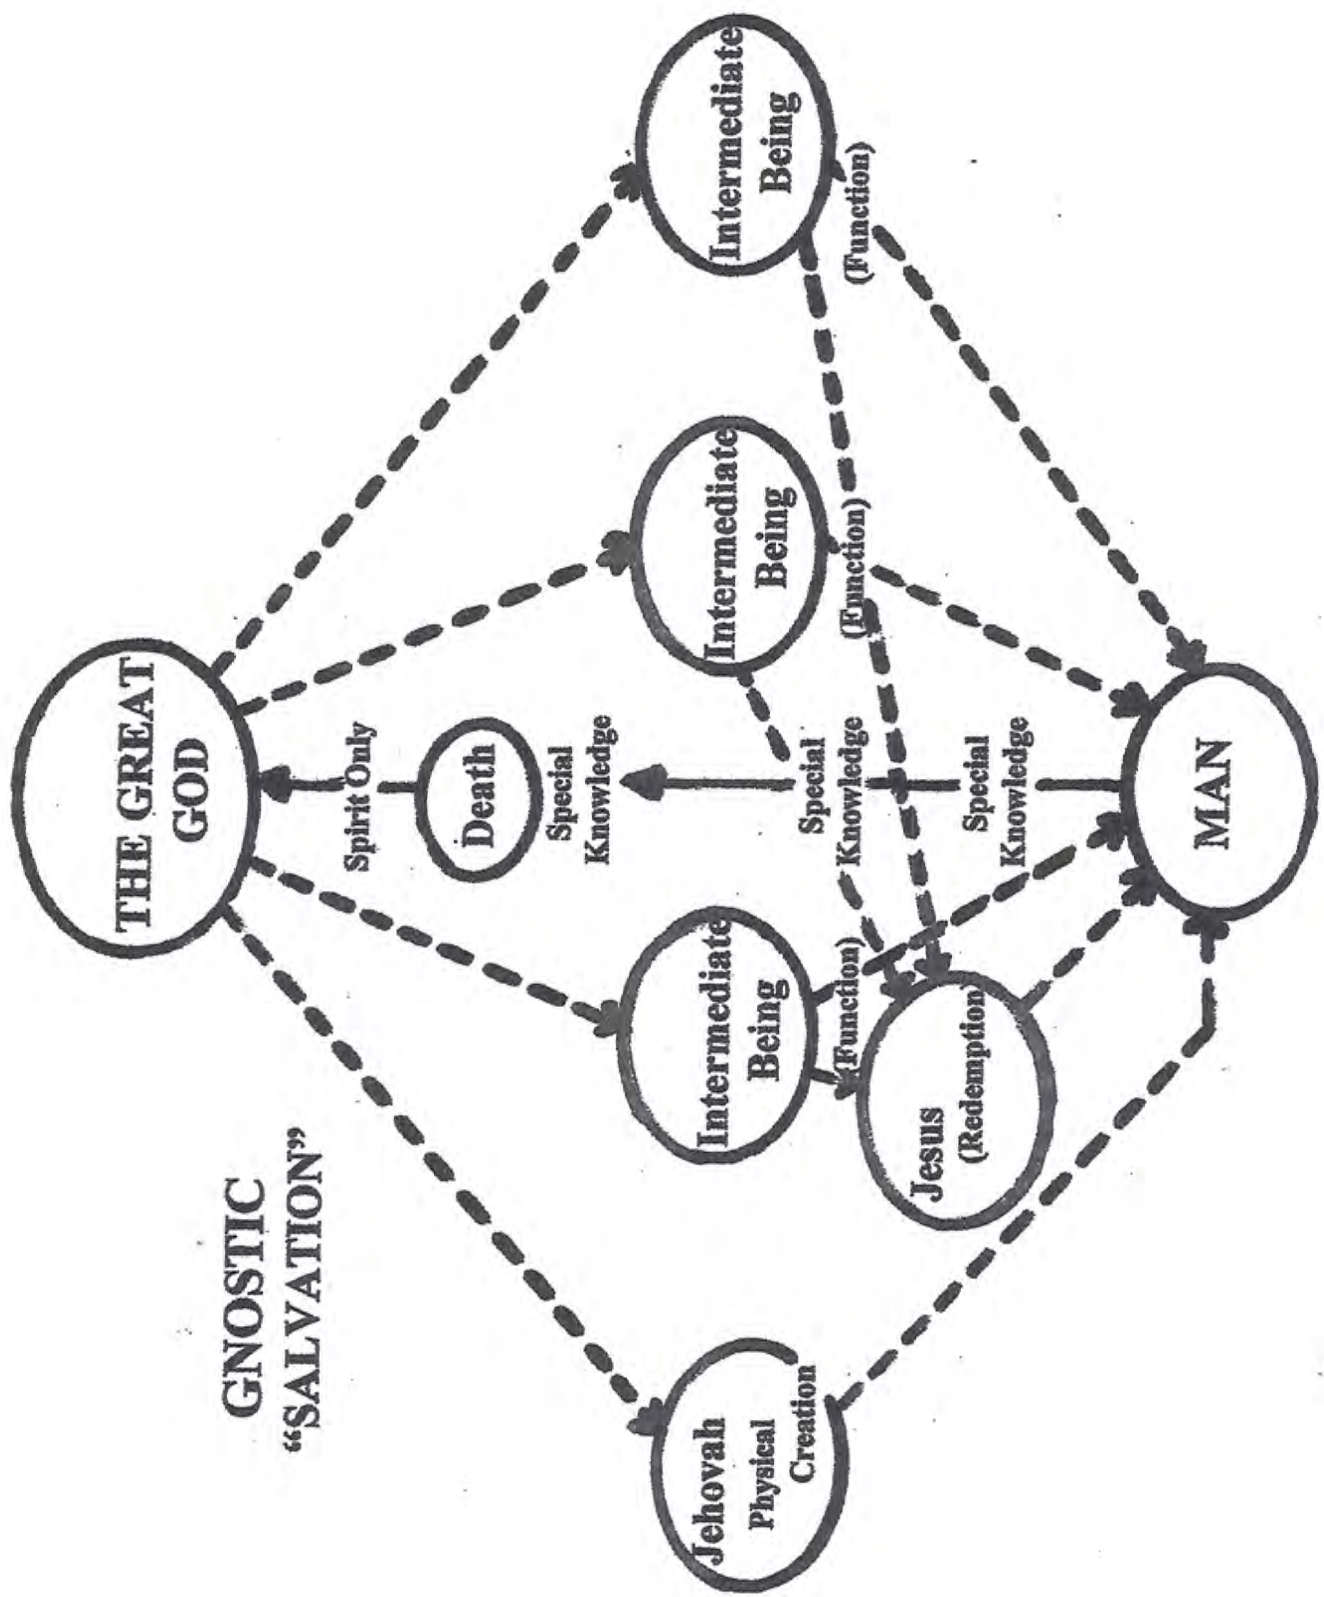 GNOSTIC
“SALVATION”
THE GREAT
GOD
Spirit Only
Death
Special
Knowledge
Jehovah
Physical
Creation
Intermediate
Being
Intermediate
Being
Intermediate
Being
(Function)
(Function)
(Function)
Special
Knowledge
Jesus
(Redemption)
Special
Knowledge
MAN